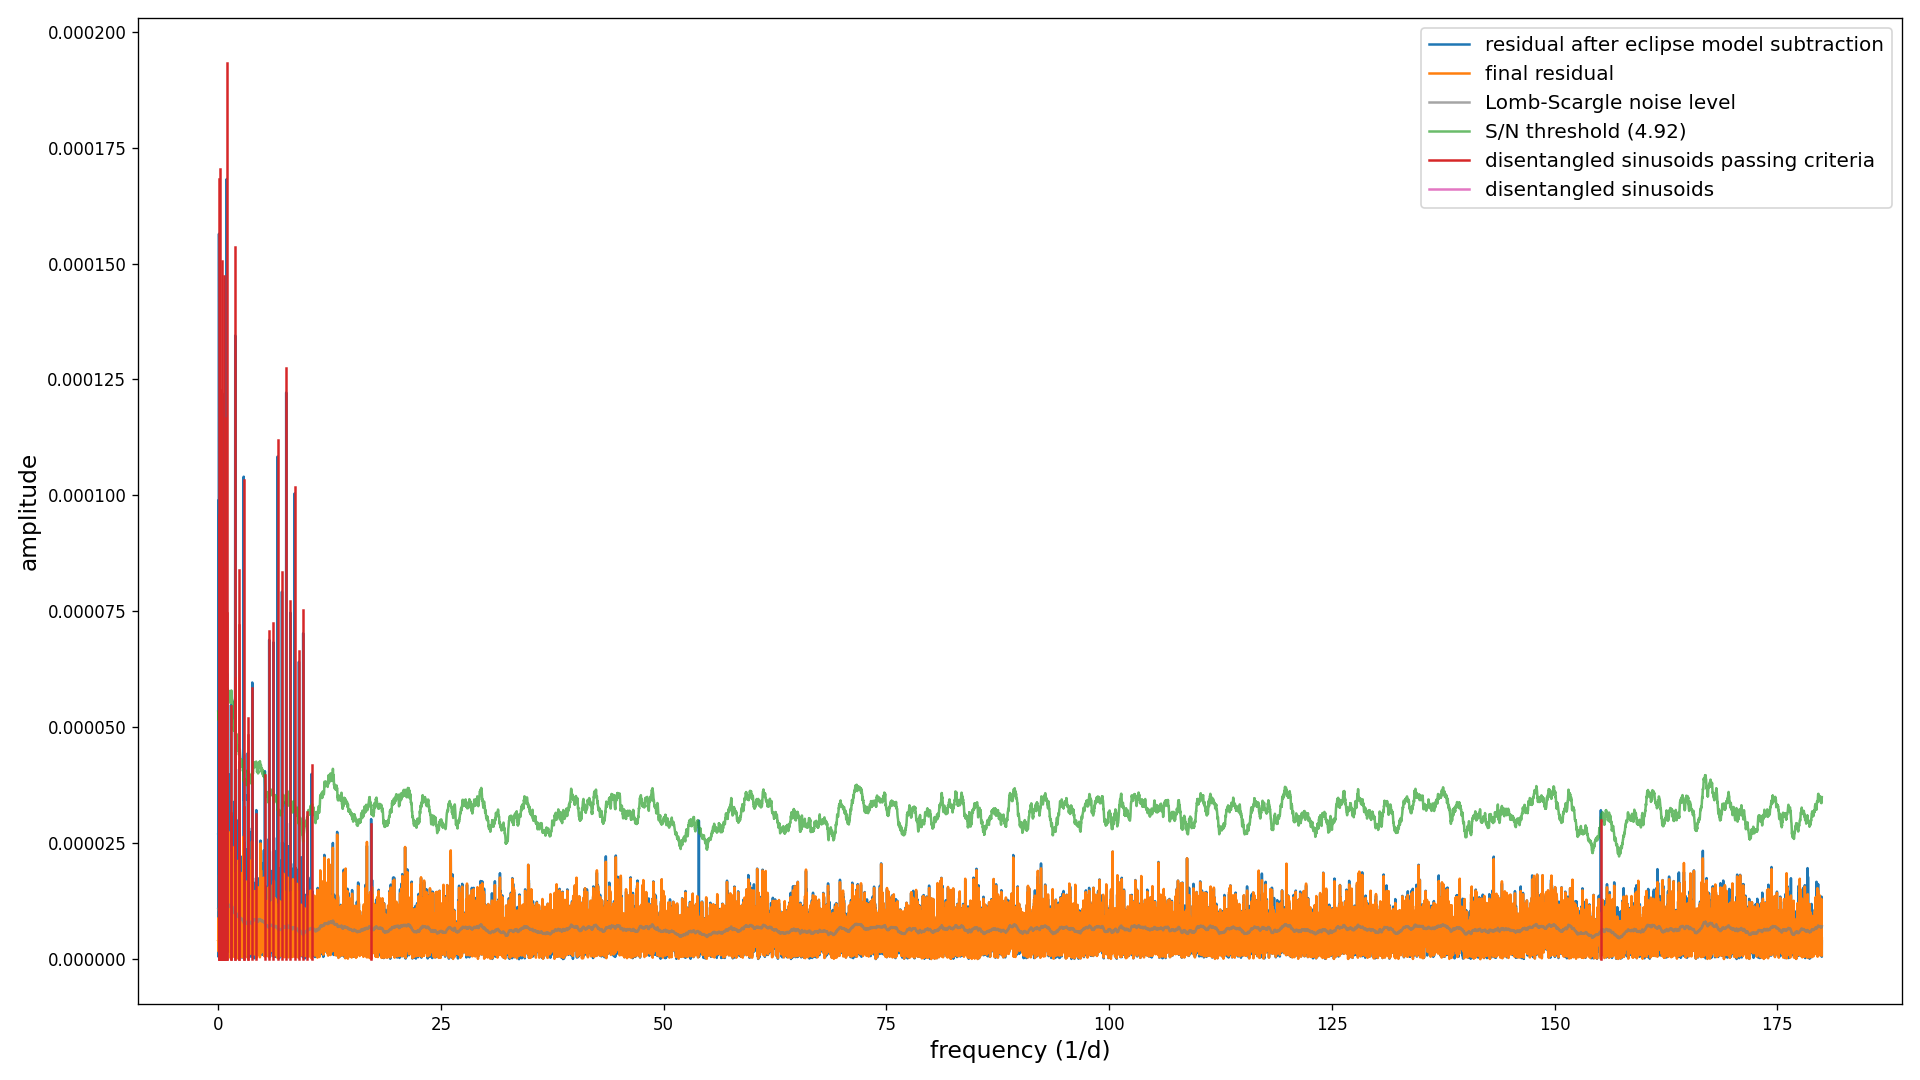 0.000200
0.000175
0.000150
0.000125
0.000100
0.000075
0.000050
0.000025
0.000000
amplitude
0 25 50 75 100 125 150 175
frequency (1/d)
residual after eclipse model subtraction
final residual
Lomb-Scargle noise level
S/N threshold (4.92)
disentangled sinusoids passing criteria
disentangled sinusoids